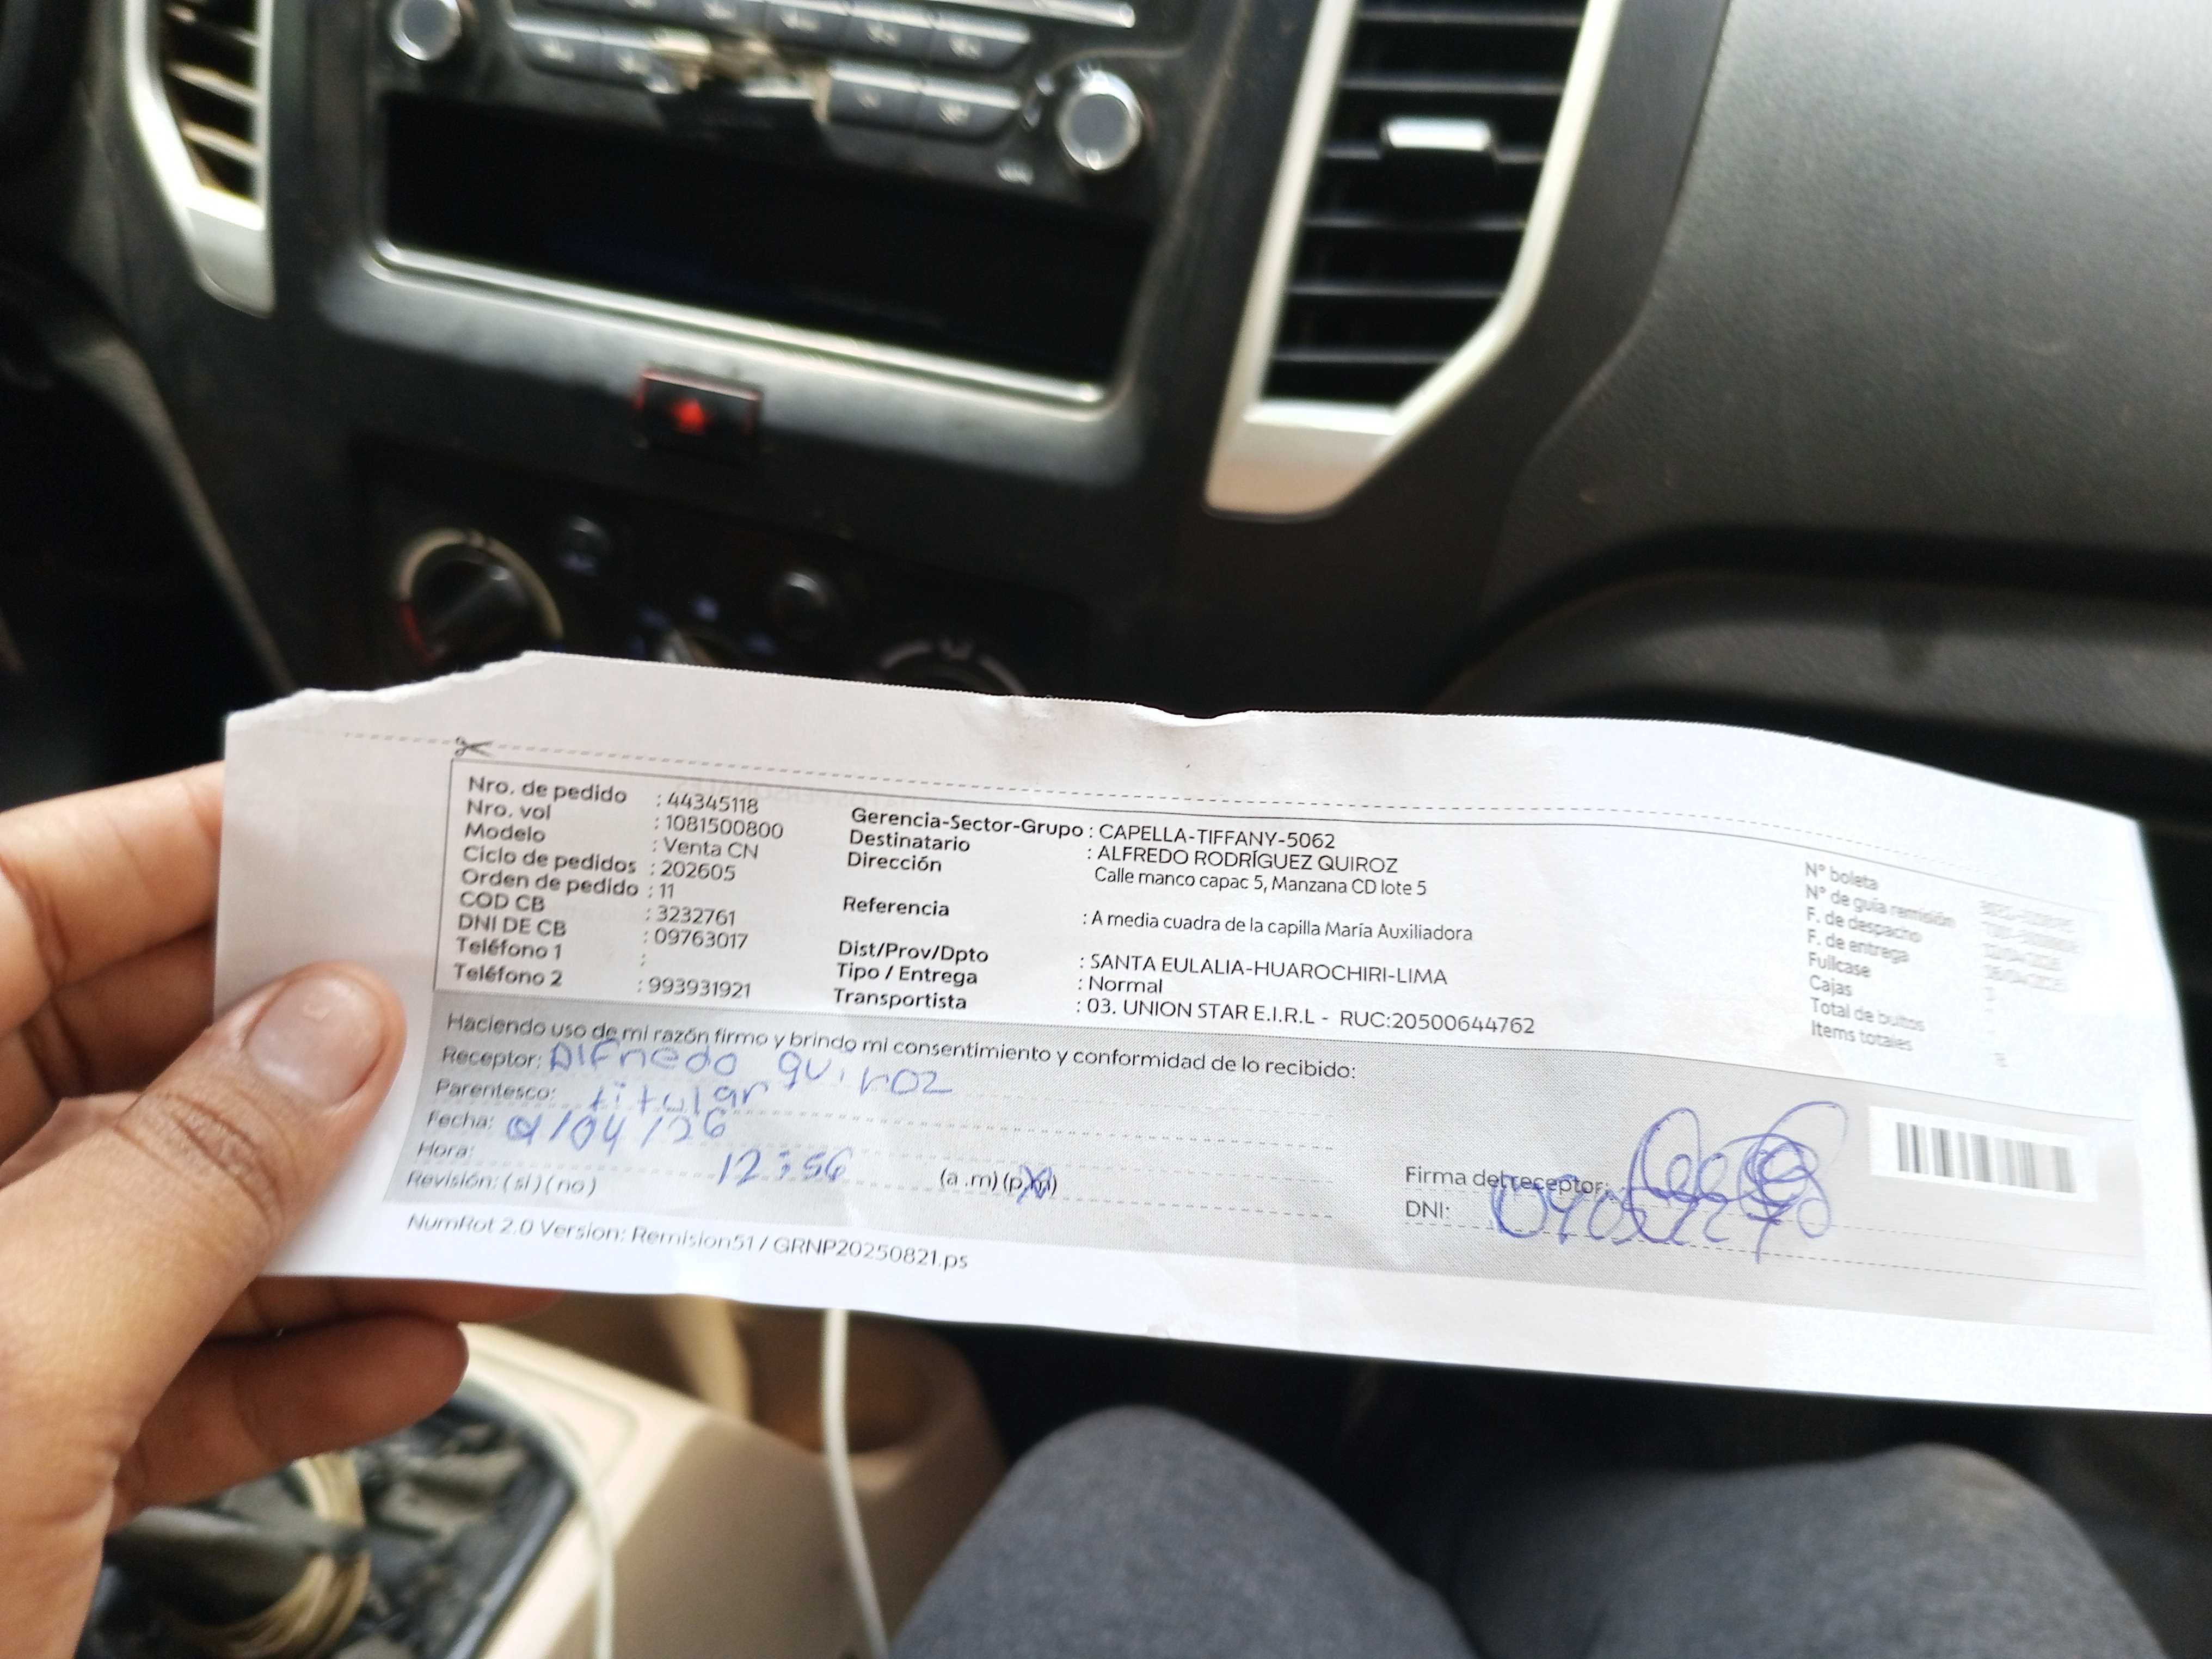 Nro. de pedido : 44345118
Nro. vol : 1081500800
Modelo : Venta CN
Ciclo de pedidos : 202605
Orden de pedido : 11
COD CB : 3232761
DNI DE CB : 09763017
Teléfono 1 :
Teléfono 2 : 993931921
Gerencia-Sector-Grupo : CAPELLA-TIFFANY-5062
Destinatario : ALFREDO RODRÍGUEZ QUIROZ
Dirección Calle manco capac 5, Manzana CD lote 5
Referencia : A media cuadra de la capilla María Auxiliadora
Dist/Prov/Dpto : SANTA EULALIA-HUAROCHIRI-LIMA
Tipo / Entrega : Normal
Transportista : 03. UNION STAR E.I.R.L - RUC:20500644762
N° boleta
N° de guía remisión
F. de despacho
F. de entrega
Fullcase
Cajas
Total de bultos
Items totales
Haciendo uso de mi razón firmo y brindo mi consentimiento y conformidad de lo recibido:
Receptor: Alfredo quiroz
Parentesco: titular
Fecha: 01/04/26
Hora: 12:56 (a .m) (p.m)
Revisión: (si) (no)
Firma del receptor:
DNI:
NumRot 2.0 Version: Remision51 / GRNP20250821.ps